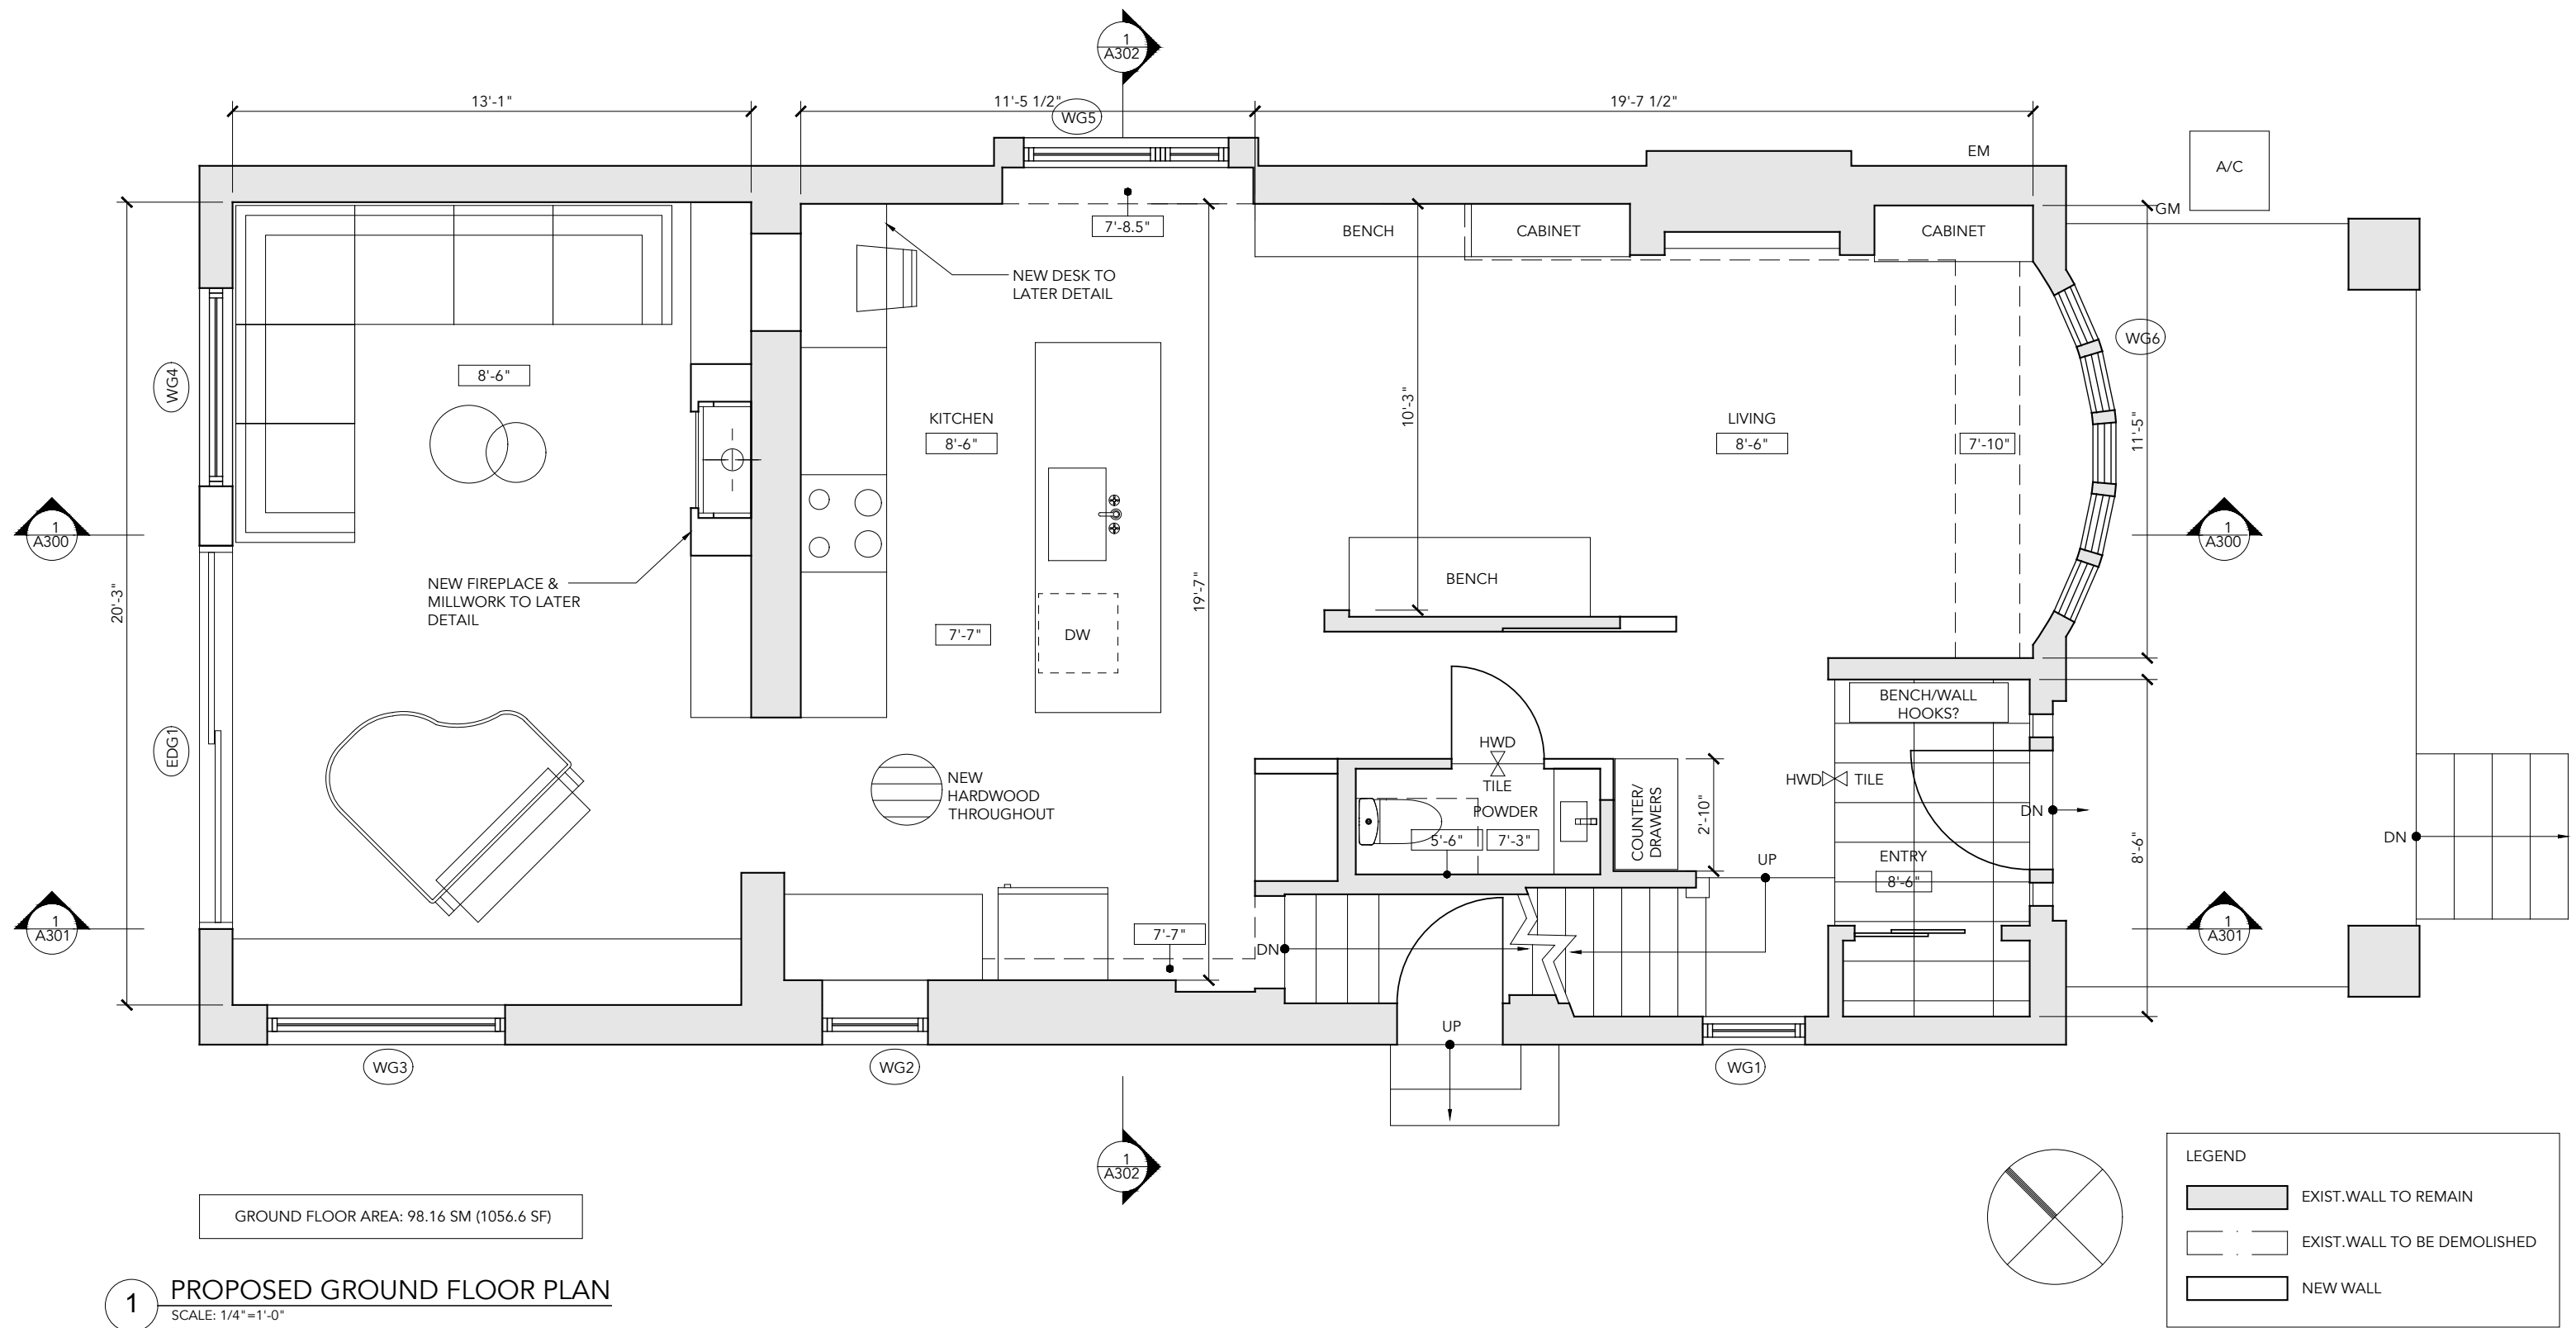 1
A302
13'-1"
11'-5 1/2"
19'-7 1/2"
WG5
EM
A/C
GM
7'-8.5"
BENCH
CABINET
CABINET
NEW DESK TO
LATER DETAIL
WG4
8'-6"
KITCHEN
8'-6"
10'-3"
LIVING
8'-6"
7'-10"
WG6
11'-5"
1
A300
1
A300
20'-3"
NEW FIREPLACE &
MILLWORK TO LATER
DETAIL
19'-7"
BENCH
7'-7"
DW
BENCH/WALL
HOOKS?
EDG1
HWD
TILE
HWD
TILE
NEW
HARDWOOD
THROUGHOUT
POWDER
5'-6"
7'-3"
COUNTER/
DRAWERS
2'-10"
DN
DN
UP
ENTRY
8'-6"
8'-6"
1
A301
7'-7"
DN
1
A301
UP
WG3
WG2
WG1
1
A302
GROUND FLOOR AREA: 98.16 SM (1056.6 SF)
LEGEND
EXIST.WALL TO REMAIN
EXIST.WALL TO BE DEMOLISHED
NEW WALL
1
PROPOSED GROUND FLOOR PLAN
SCALE: 1/4"=1'-0"